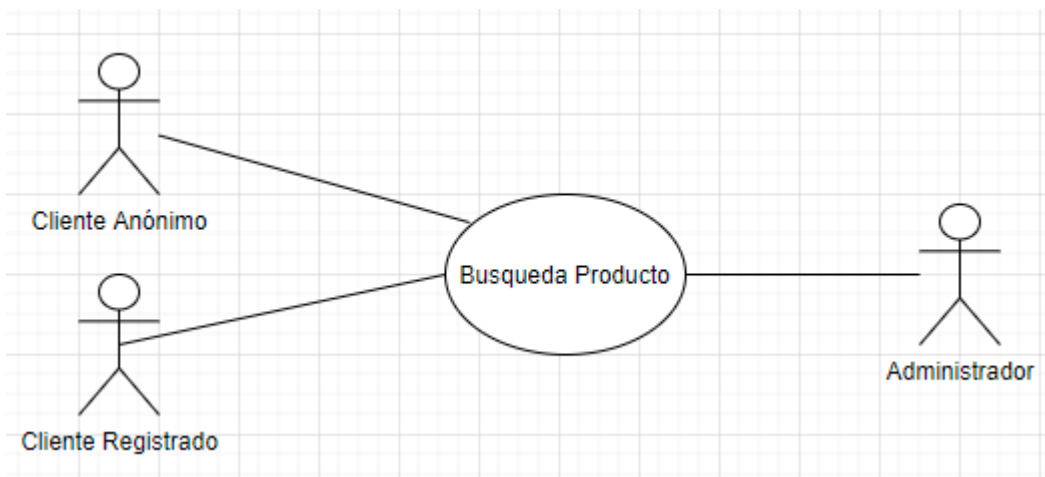 Cliente Anónimo
Busqueda Producto
Administrador
Cliente Registrado